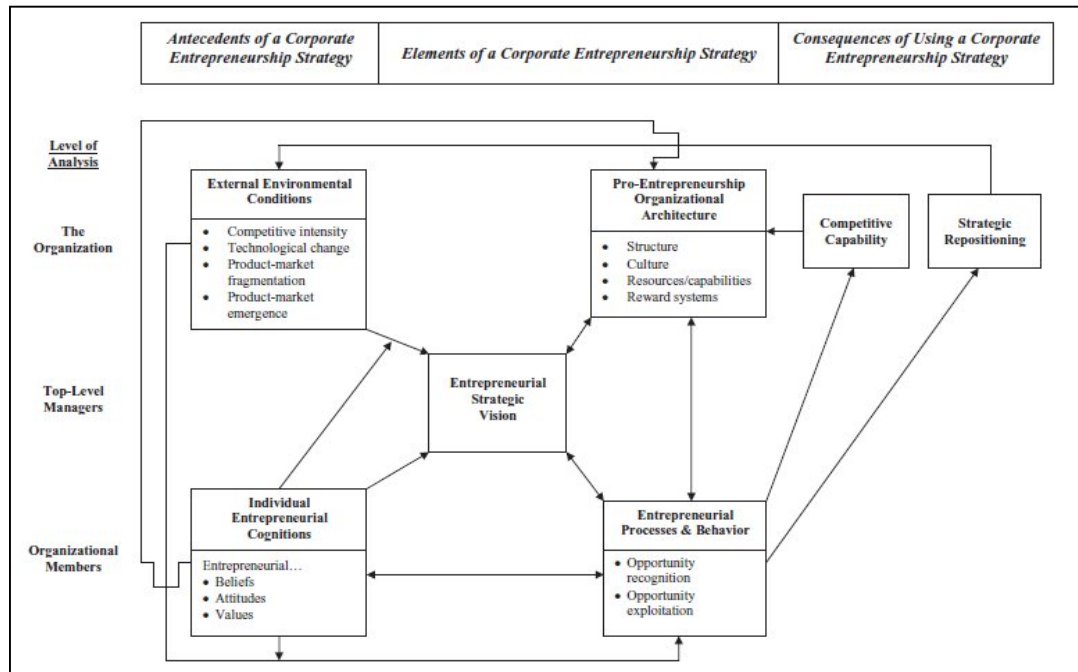 Antecedents of a Corporate
Entrepreneurship Strategy
Elements of a Corporate Entrepreneurship Strategy
Consequences of Using a Corporate
Entrepreneurship Strategy
Level of
Analysis
The
Organization
Top-Level
Managers
Organizational
Members
External Environmental
Conditions
● Competitive intensity
● Technological change
● Product-market
fragmentation
● Product-market
emergence
Pro-Entrepreneurship
Organizational
Architecture
● Structure
● Culture
● Resources/capabilities
● Reward systems
Competitive
Capability
Strategic
Repositioning
Entrepreneurial
Strategic
Vision
Individual
Entrepreneurial
Cognitions
Entrepreneurial…
● Beliefs
● Attitudes
● Values
Entrepreneurial
Processes & Behavior
● Opportunity
recognition
● Opportunity
exploitation